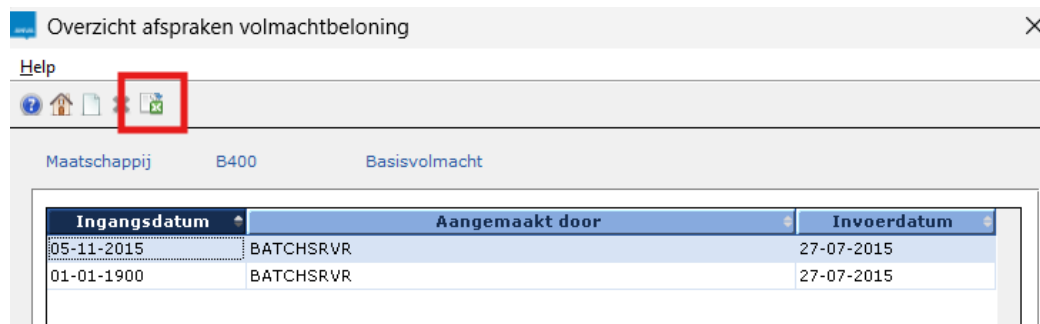 Overzicht afspraken volmachtbeloning
Help
Maatschappij B400 Basisvolmacht
Ingangsdatum Aangemaakt door Invoerdatum
05-11-2015 BATCHSRVR 27-07-2015
01-01-1900 BATCHSRVR 27-07-2015